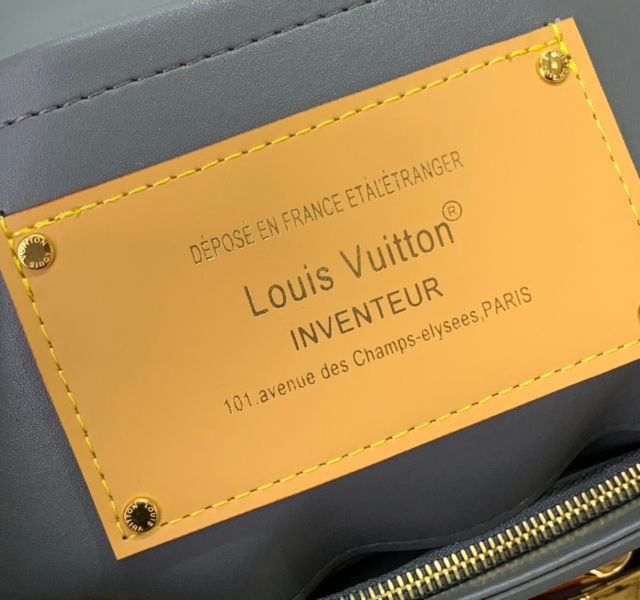 DÉPOSÉ EN FRANCE ETALÉTRANGER
Louis Vuitton®
INVENTEUR
101.avenue des Champs-elysees,PARIS